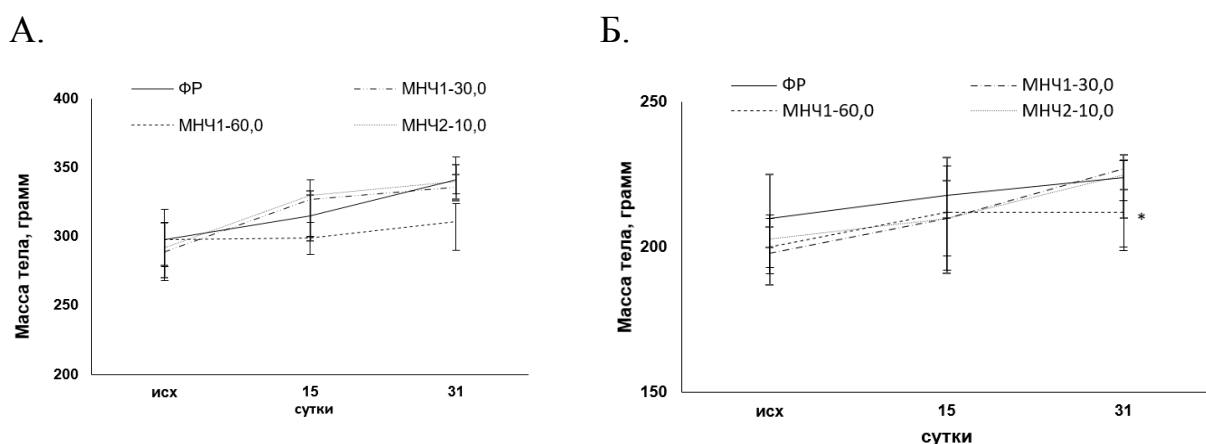 А.
ФР
МНЧ1-30,0
МНЧ1-60,0
МНЧ2-10,0
Масса тела, грамм
400
350
300
250
200
исх
15
31
сутки
Б.
ФР
МНЧ1-30,0
МНЧ1-60,0
МНЧ2-10,0
Масса тела, грамм
250
200
150
*
исх
15
31
сутки